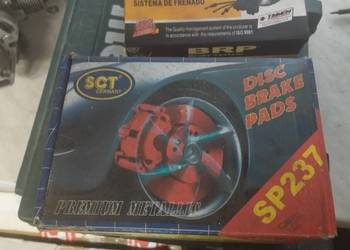 SISTEMA DE FRENADO
The Quality management system of the producer is
in accordance with the requirements of ISO 9001
BRP
SCT
GERMANY
DISC
BRAKE
PADS
SP237
PREMIUM METALLIC